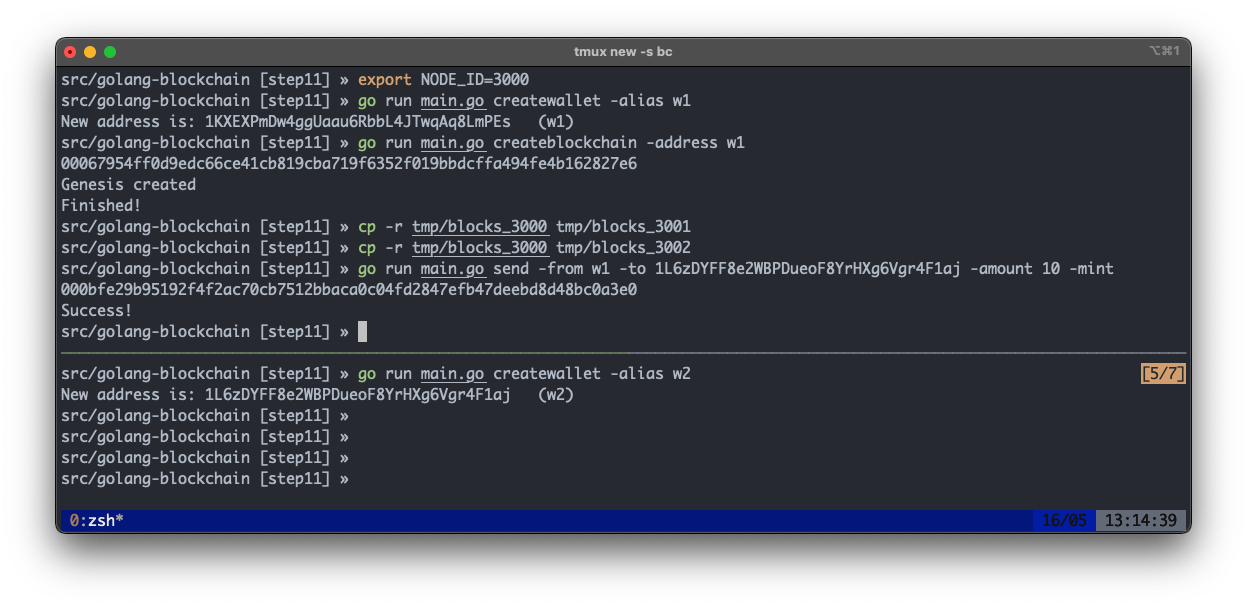 tmux new -s bc
⌥⌘1
src/golang-blockchain [step11] » export NODE_ID=3000
src/golang-blockchain [step11] » go run main.go createwallet -alias w1
New address is: 1KXEXPmDw4ggUaau6RbbL4JTwqAq8LmPEs   (w1)
src/golang-blockchain [step11] » go run main.go createblockchain -address w1
00067954ff0d9edc66ce41cb819cba719f6352f019bbdcffa494fe4b162827e6
Genesis created
Finished!
src/golang-blockchain [step11] » cp -r tmp/blocks_3000 tmp/blocks_3001
src/golang-blockchain [step11] » cp -r tmp/blocks_3000 tmp/blocks_3002
src/golang-blockchain [step11] » go run main.go send -from w1 -to 1L6zDYFF8e2WBPDueoF8YrHXg6Vgr4F1aj -amount 10 -mint
000bfe29b95192f4f2ac70cb7512bbaca0c04fd2847efb47deebd8d48bc0a3e0
Success!
src/golang-blockchain [step11] »
src/golang-blockchain [step11] » go run main.go createwallet -alias w2 [5/7]
New address is: 1L6zDYFF8e2WBPDueoF8YrHXg6Vgr4F1aj   (w2)
src/golang-blockchain [step11] »
src/golang-blockchain [step11] »
src/golang-blockchain [step11] »
src/golang-blockchain [step11] »
0:zsh* 16/05 13:14:39